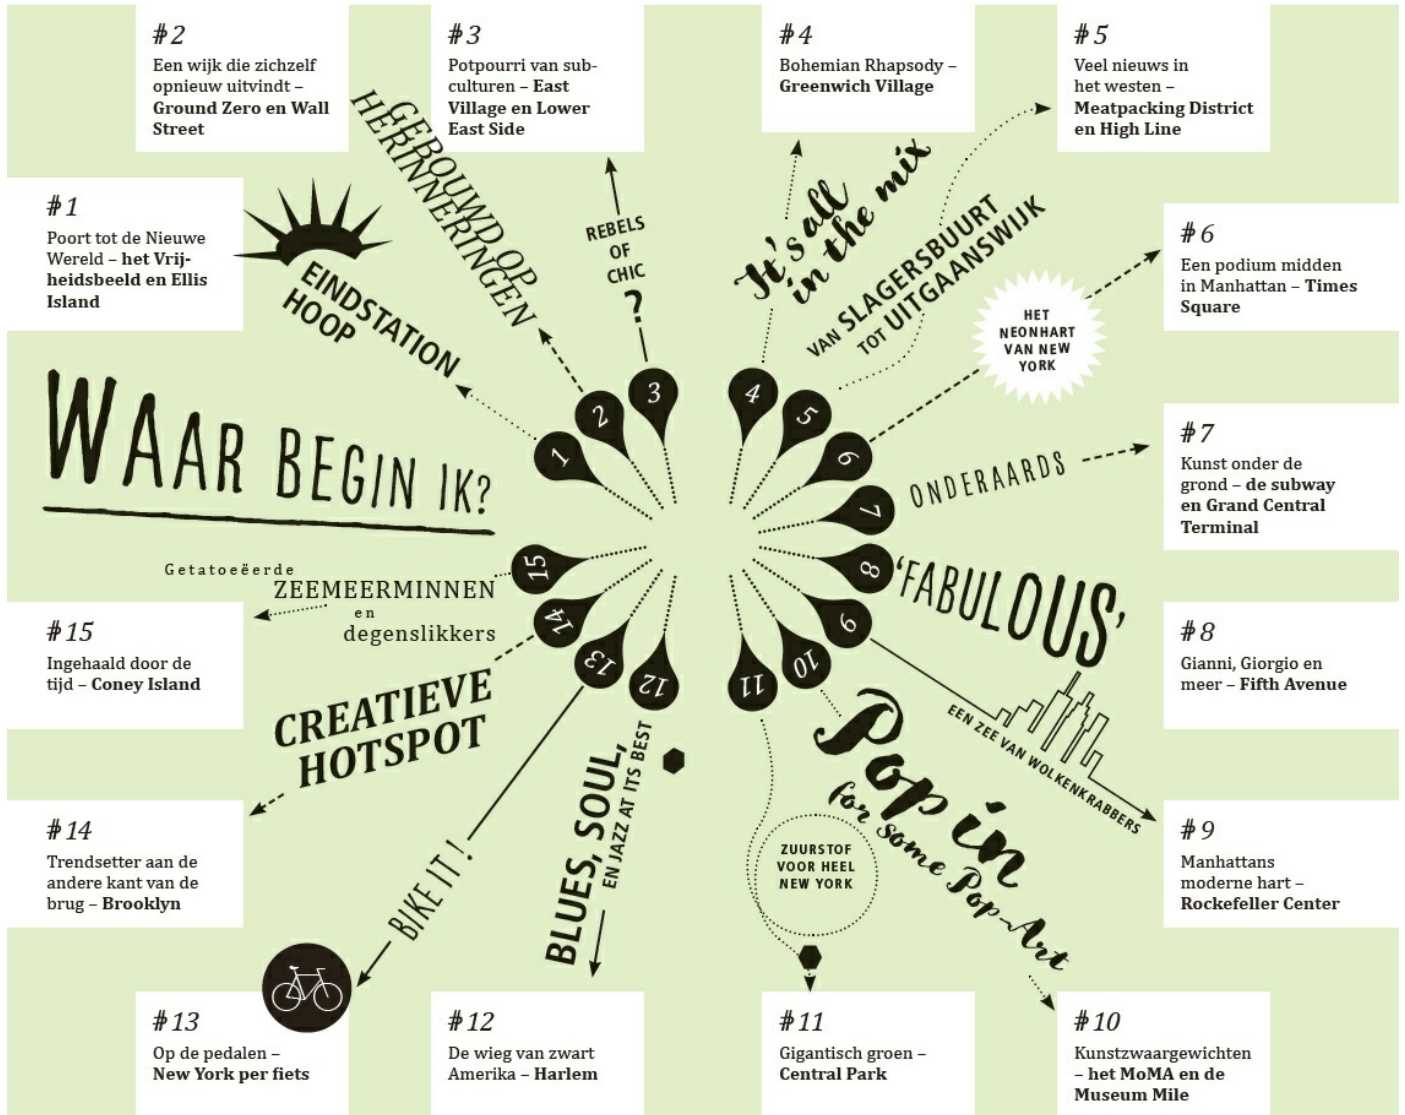 #2
Een wijk die zichzelf
opnieuw uitvindt –
Ground Zero en Wall
Street
#3
Potpourri van sub-
culturen – East
Village en Lower
East Side
#4
Bohemian Rhapsody –
Greenwich Village
#5
Veel nieuws in
het westen –
Meatpacking District
en High Line
#1
Poort tot de Nieuwe
Wereld – het Vrij-
heidsbeeld en Ellis
Island
EINDSTATION
HOOP
GEBOUWD OP
HERINNERINGEN
REBELS
OF
CHIC
?
It's all
in the mix
VAN SLAGERSBUURT
TOT UITGAANSWIJK
HET
NEONHART
VAN NEW
YORK
#6
Een podium midden
in Manhattan – Times
Square
WAAR BEGIN IK?
1
2
3
4
5
6
7
8
9
10
11
12
13
14
15
ONDERAARDS
#7
Kunst onder de
grond – de subway
en Grand Central
Terminal
'FABULOUS'
#8
Gianni, Giorgio en
meer – Fifth Avenue
EEN ZEE VAN WOLKENKRABBERS
#9
Manhattans
moderne hart –
Rockefeller Center
Pop in
for some Pop-Art
#10
Kunstzwaargewichten
– het MoMA en de
Museum Mile
ZUURSTOF
VOOR HEEL
NEW YORK
#11
Gigantisch groen –
Central Park
BLUES, SOUL,
EN JAZZ AT ITS BEST
#12
De wieg van zwart
Amerika – Harlem
BIKE IT!
#13
Op de pedalen –
New York per fiets
CREATIEVE
HOTSPOT
#14
Trendsetter aan de
andere kant van de
brug – Brooklyn
Getatoeëerde
ZEEMEERMINNEN
en
degenslikkers
#15
Ingehaald door de
tijd – Coney Island